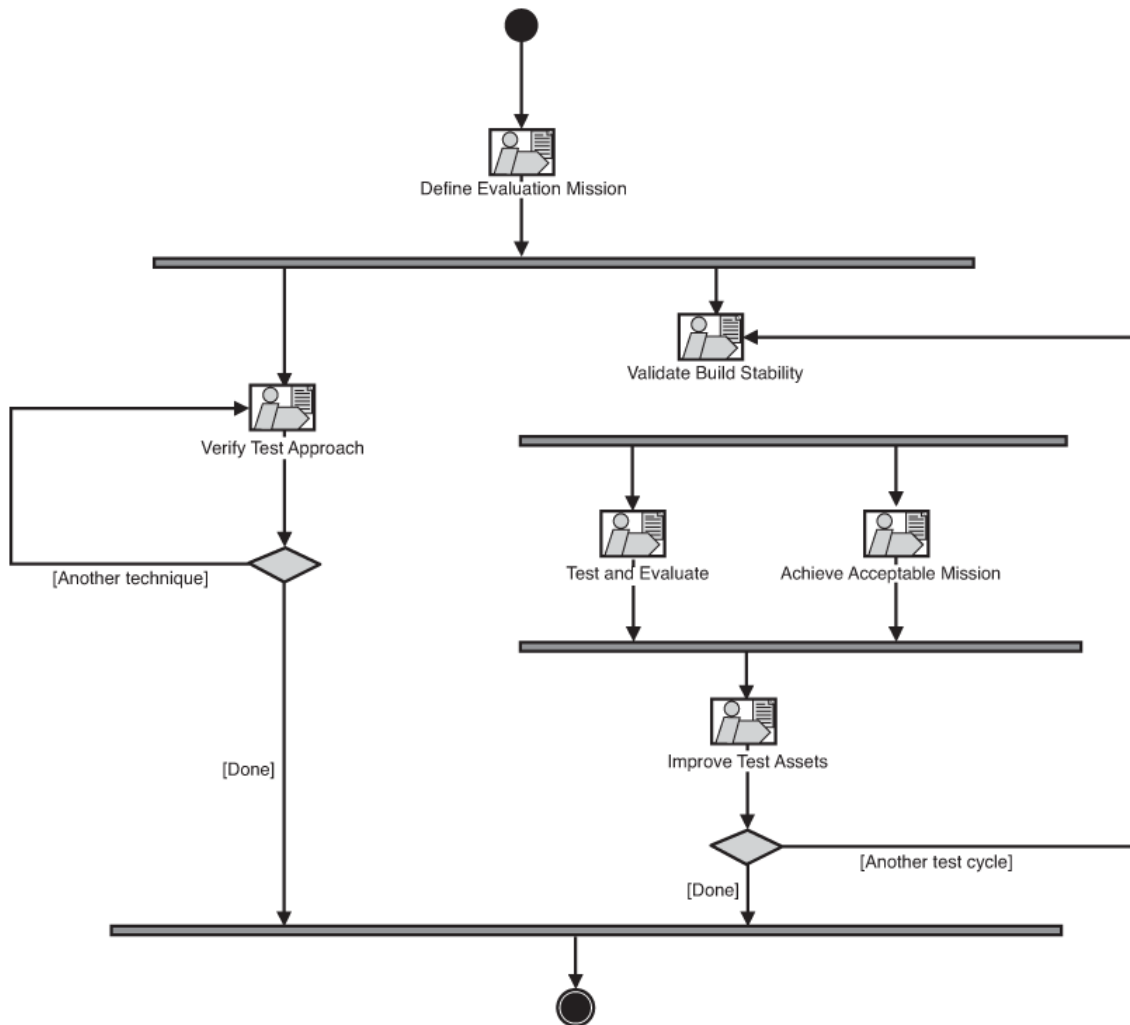 Define Evaluation Mission
Validate Build Stability
Verify Test Approach
Test and Evaluate
Achieve Acceptable Mission
[Another technique]
Improve Test Assets
[Done]
[Another test cycle]
[Done]